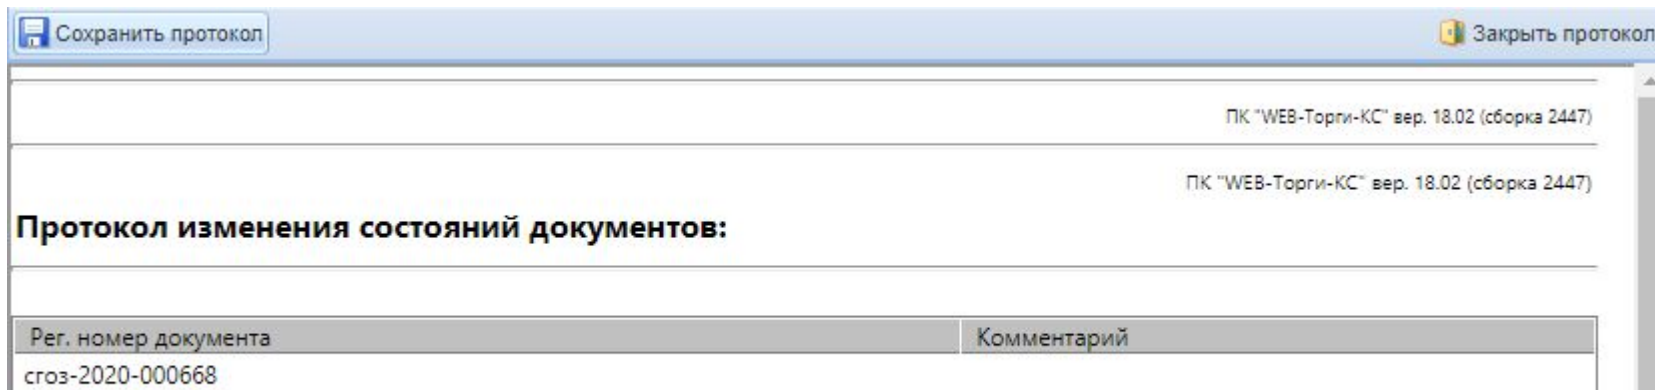 Сохранить протокол
Закрыть протокол
ПК "WEB-Торги-КС" вер. 18.02 (сборка 2447)
ПК "WEB-Торги-КС" вер. 18.02 (сборка 2447)
Протокол изменения состояний документов:
Рег. номер документа
Комментарий
сгоз-2020-000668